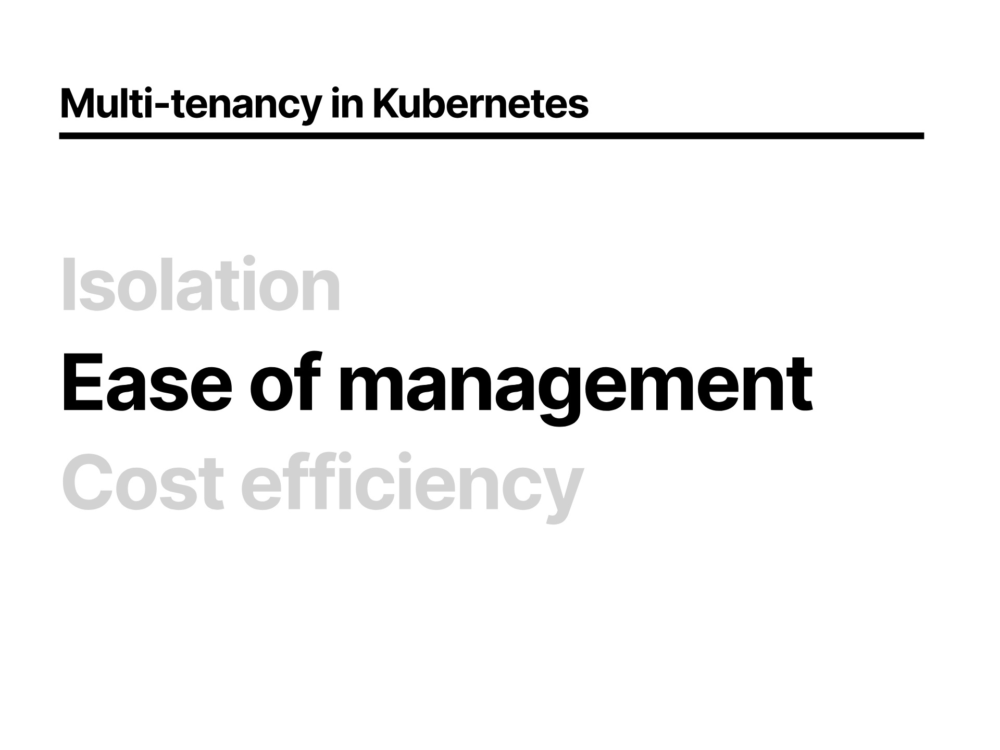 Multi-tenancy in Kubernetes
Isolation
Ease of management
Cost efficiency